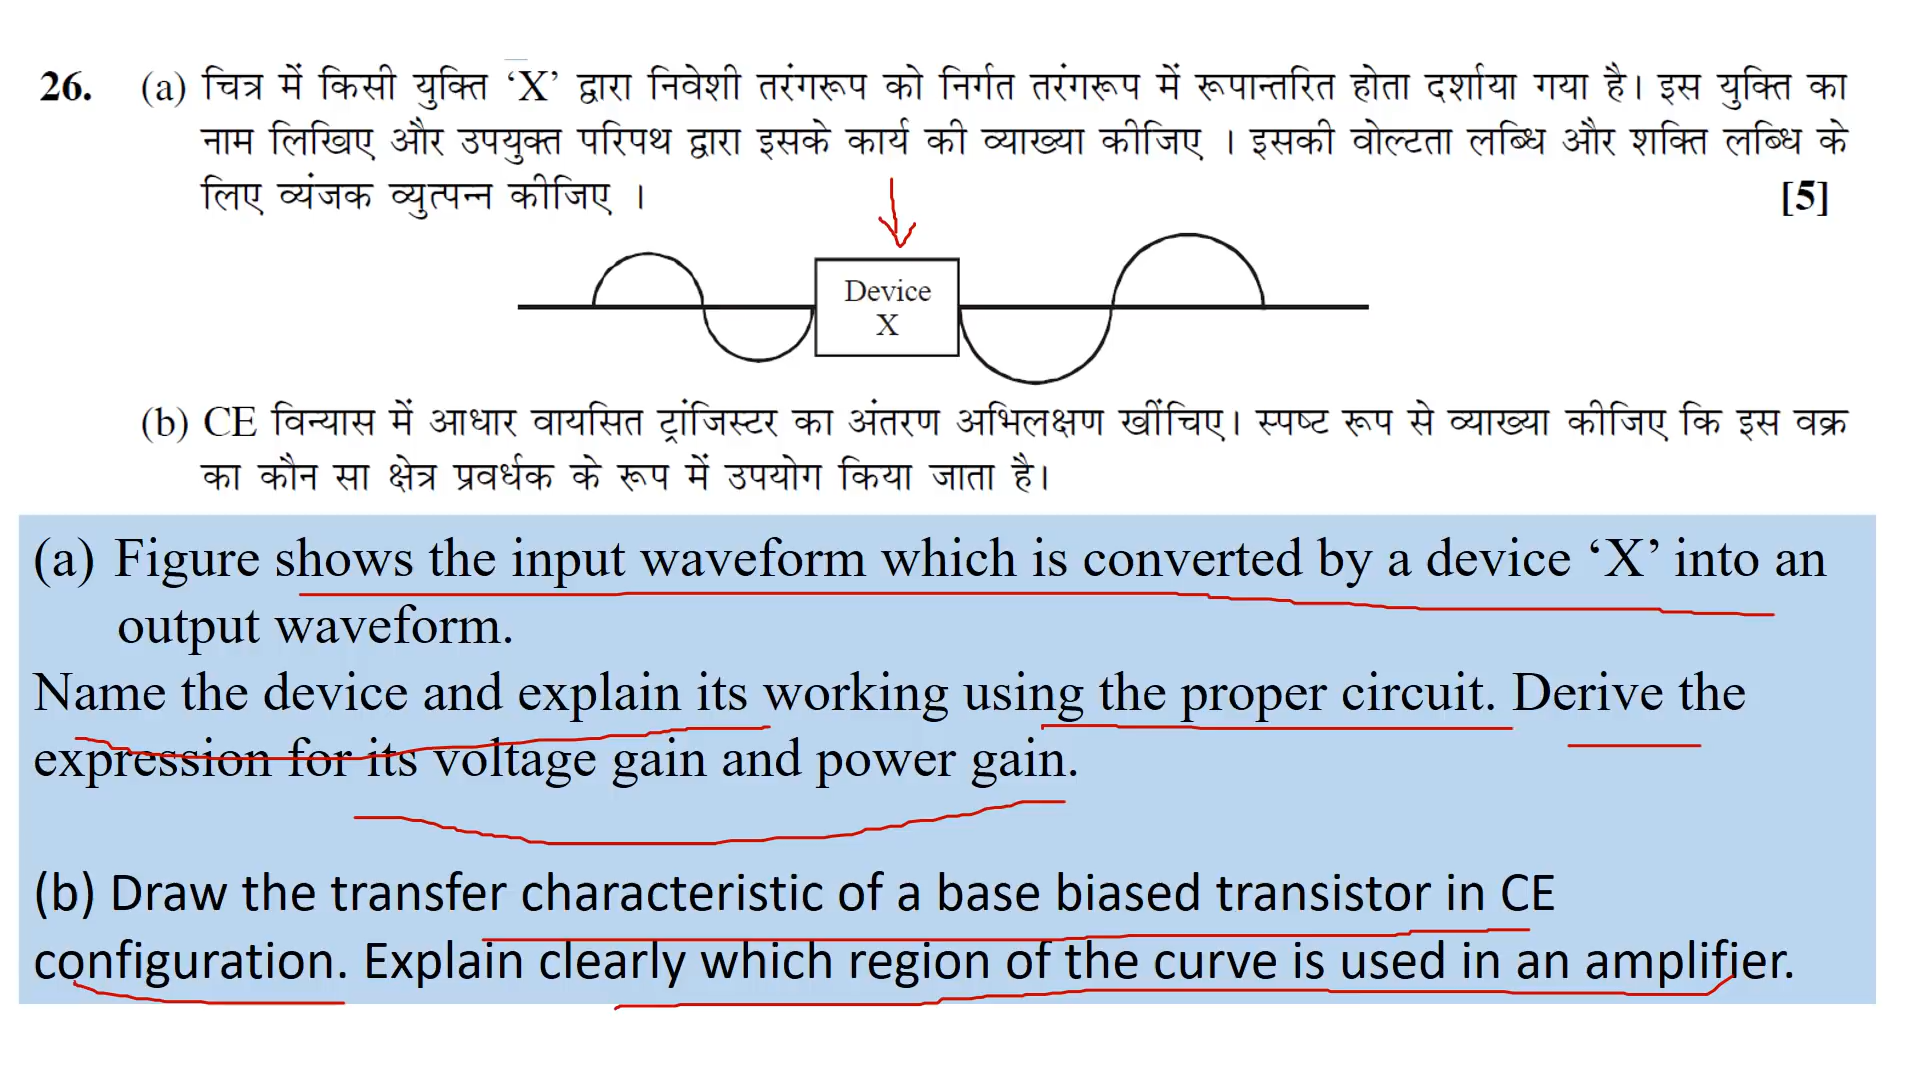 26. (a) चित्र में किसी युक्ति ‘X’ द्वारा निवेशी तरंगरूप को निर्गत तरंगरूप में रूपान्तरित होता दर्शाया गया है। इस युक्ति का
नाम लिखिए और उपयुक्त परिपथ द्वारा इसके कार्य की व्याख्या कीजिए । इसकी वोल्टता लब्धि और शक्ति लब्धि के
लिए व्यंजक व्युत्पन्न कीजिए । [5]
Device
X
(b) CE विन्यास में आधार वायसित ट्रांजिस्टर का अंतरण अभिलक्षण खींचिए। स्पष्ट रूप से व्याख्या कीजिए कि इस वक्र
का कौन सा क्षेत्र प्रवर्धक के रूप में उपयोग किया जाता है।
(a) Figure shows the input waveform which is converted by a device ‘X’ into an
output waveform.
Name the device and explain its working using the proper circuit. Derive the
expression for its voltage gain and power gain.
(b) Draw the transfer characteristic of a base biased transistor in CE
configuration. Explain clearly which region of the curve is used in an amplifier.